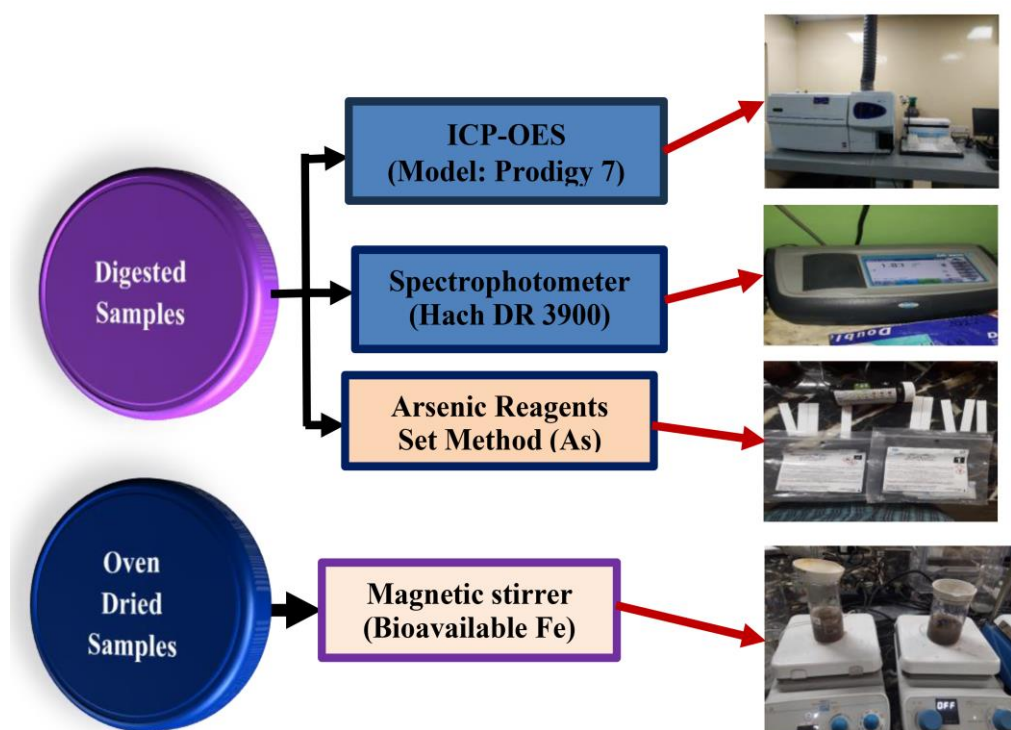 ICP-OES
(Model: Prodigy 7)
Digested
Samples
Spectrophotometer
(Hach DR 3900)
Arsenic Reagents
Set Method (As)
Oven
Dried
Samples
Magnetic stirrer
(Bioavailable Fe)
Double
OFF